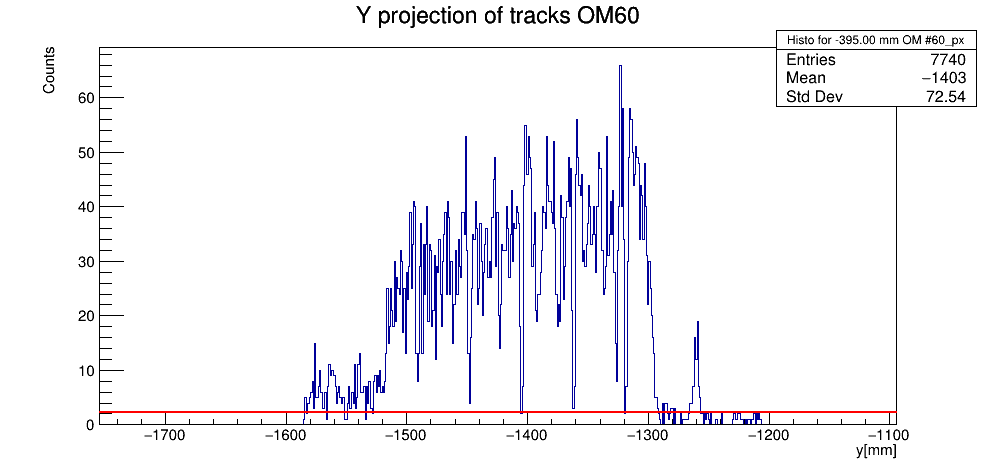 Y projection of tracks OM60
Histo for -395.00 mm OM #60_px
Entries 7740
Mean −1403
Std Dev 72.54
Counts
60
50
40
30
20
10
0
−1700 −1600 −1500 −1400 −1300 −1200 −1100
y[mm]